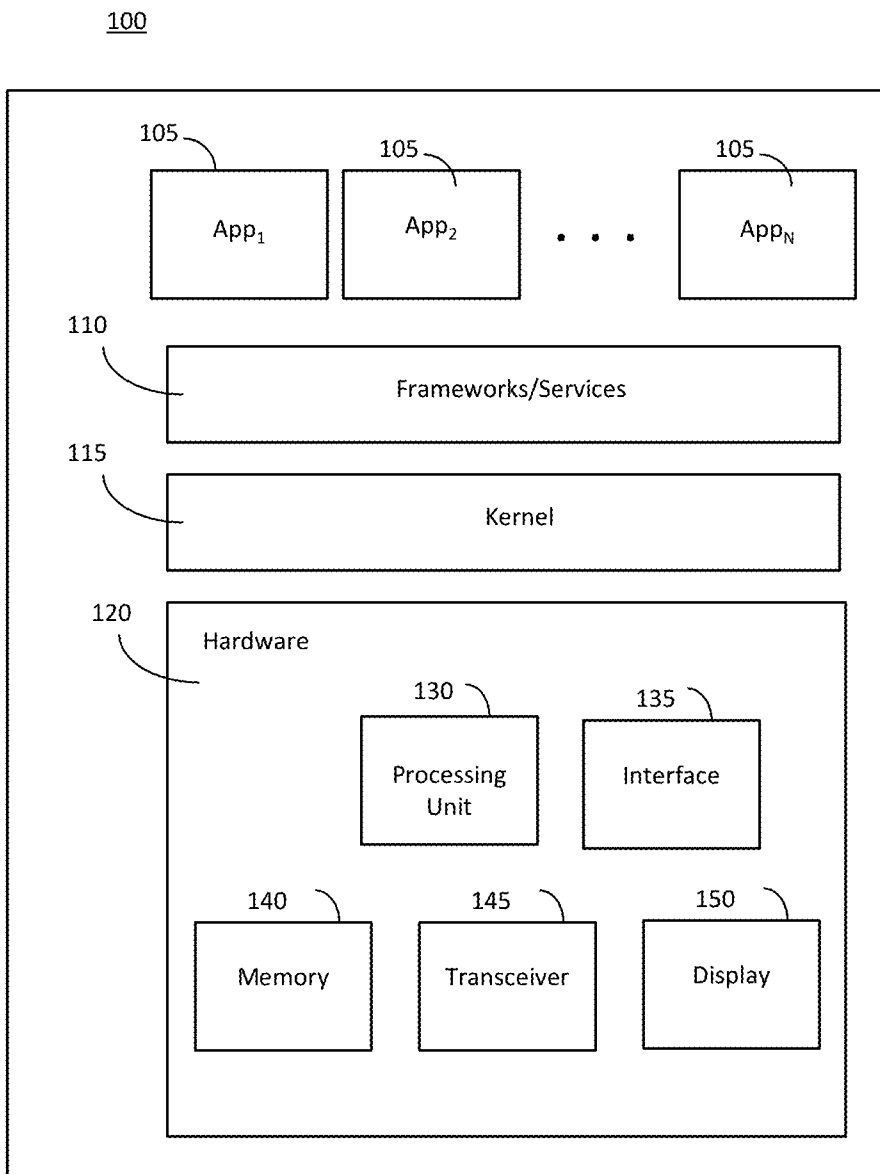 100
105
105
105
App₁
App₂
. . .
Appₙ
110
Frameworks/Services
115
Kernel
120
Hardware
130
135
Processing
Unit
Interface
140
145
150
Memory
Transceiver
Display